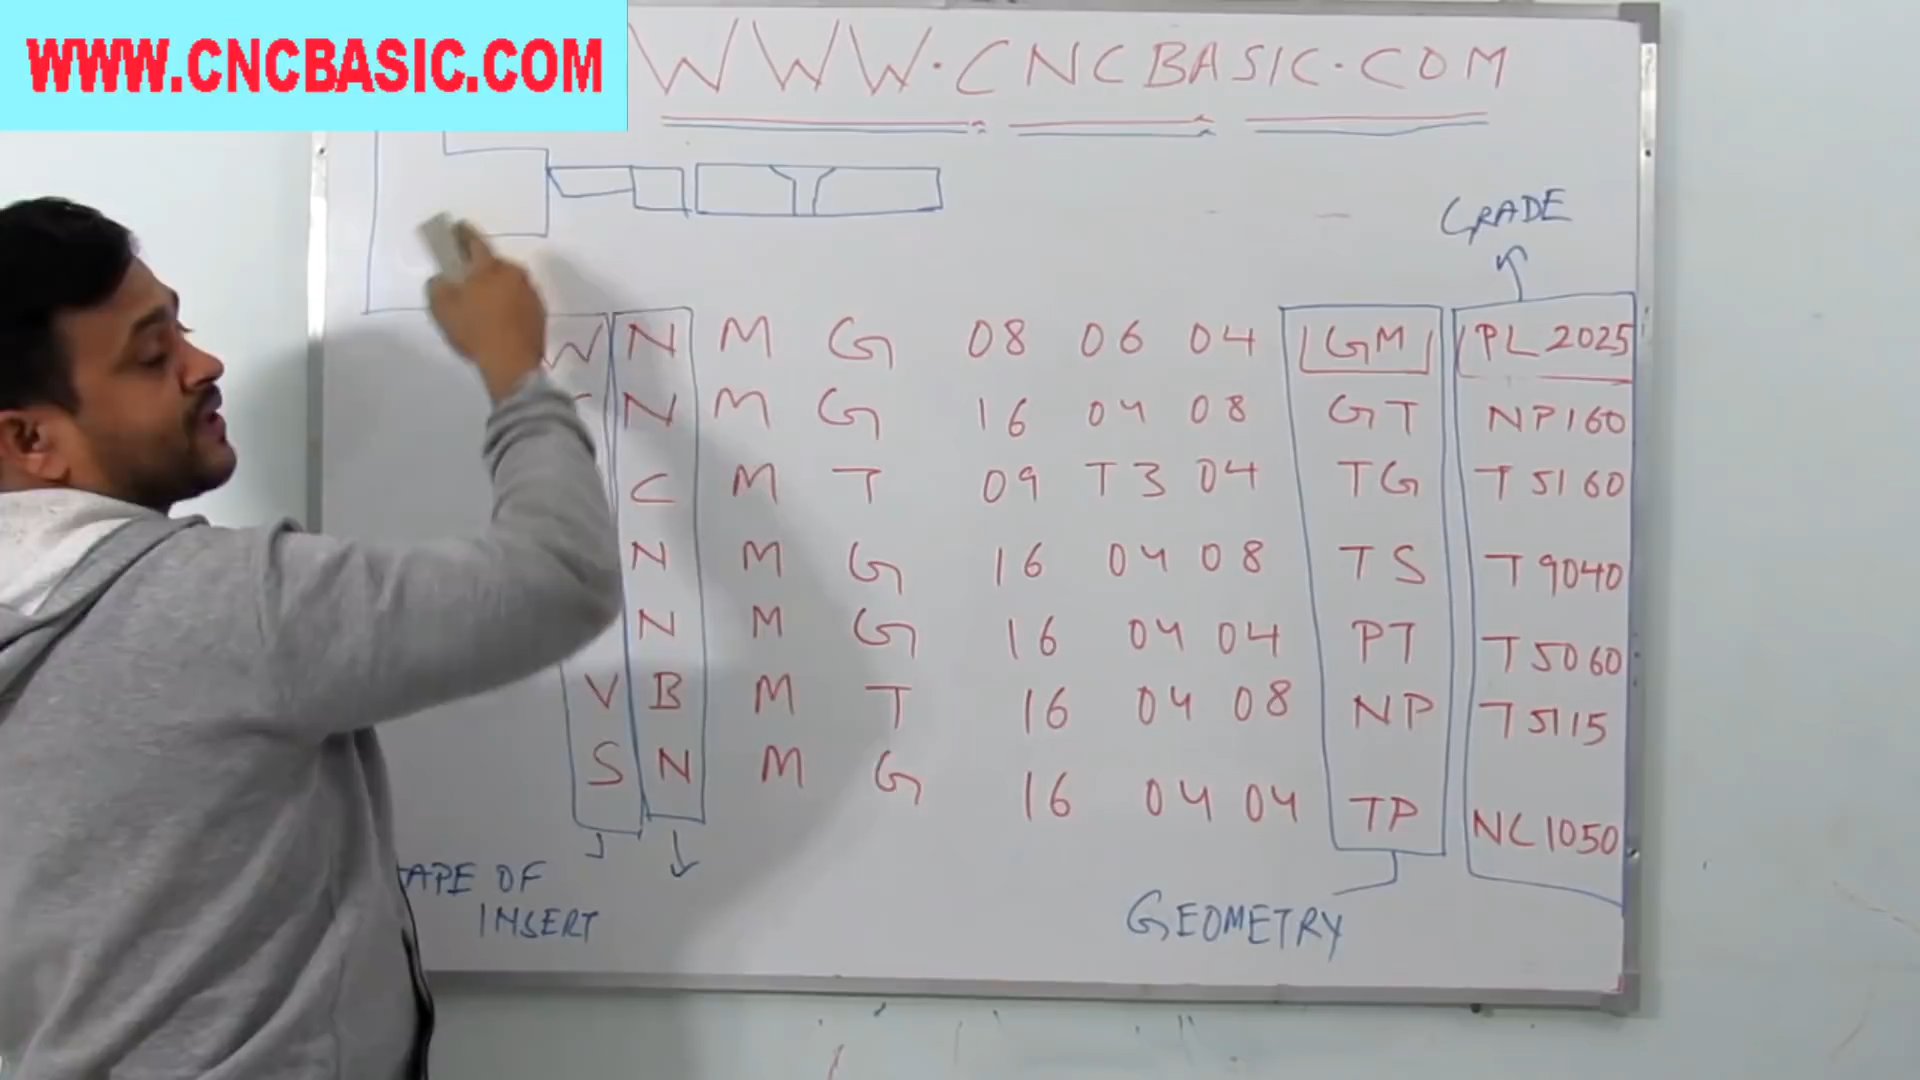 WWW.CNCBASIC.COM
WWW.CNCBASIC.COM
GRADE
W N M G 08 06 04 GM PL2025
N M G 16 04 08 GT NP160
C M T 09 T3 04 TG T5160
N M G 16 04 08 TS T9040
N M G 16 04 04 PT T5060
V B M T 16 04 08 NP T5115
S N M G 16 04 04 TP NC1050
APE OF
INSERT
GEOMETRY